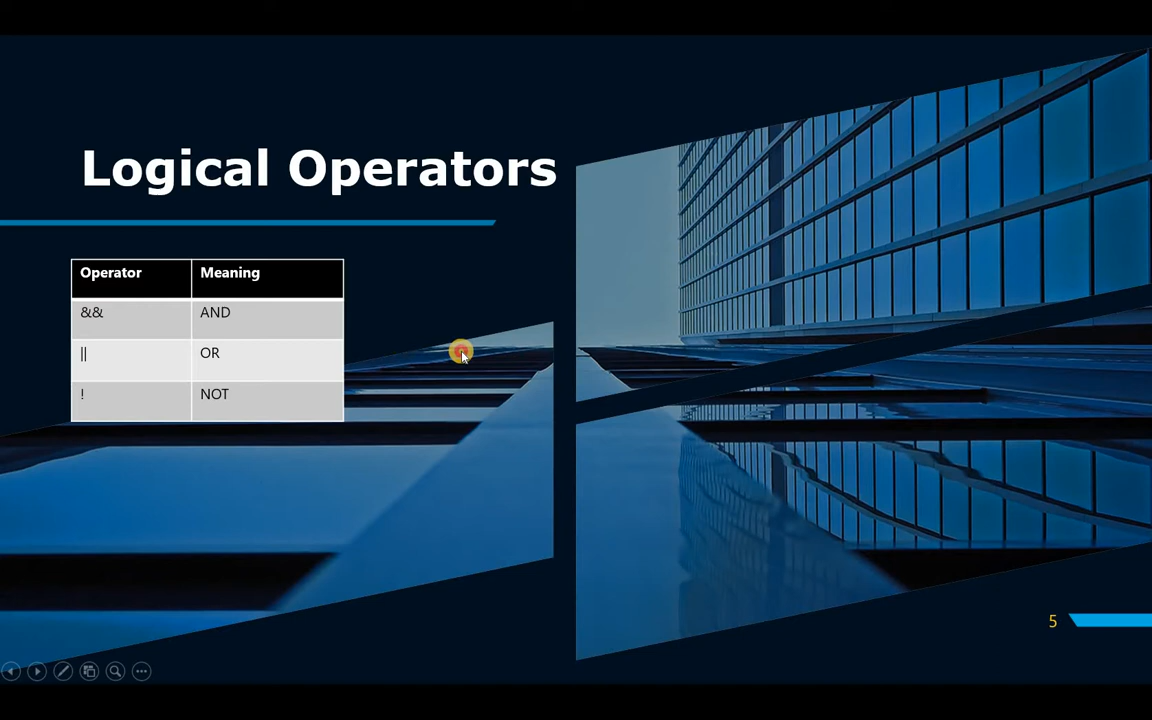 Logical Operators
Operator Meaning
&& AND
|| OR
! NOT
5